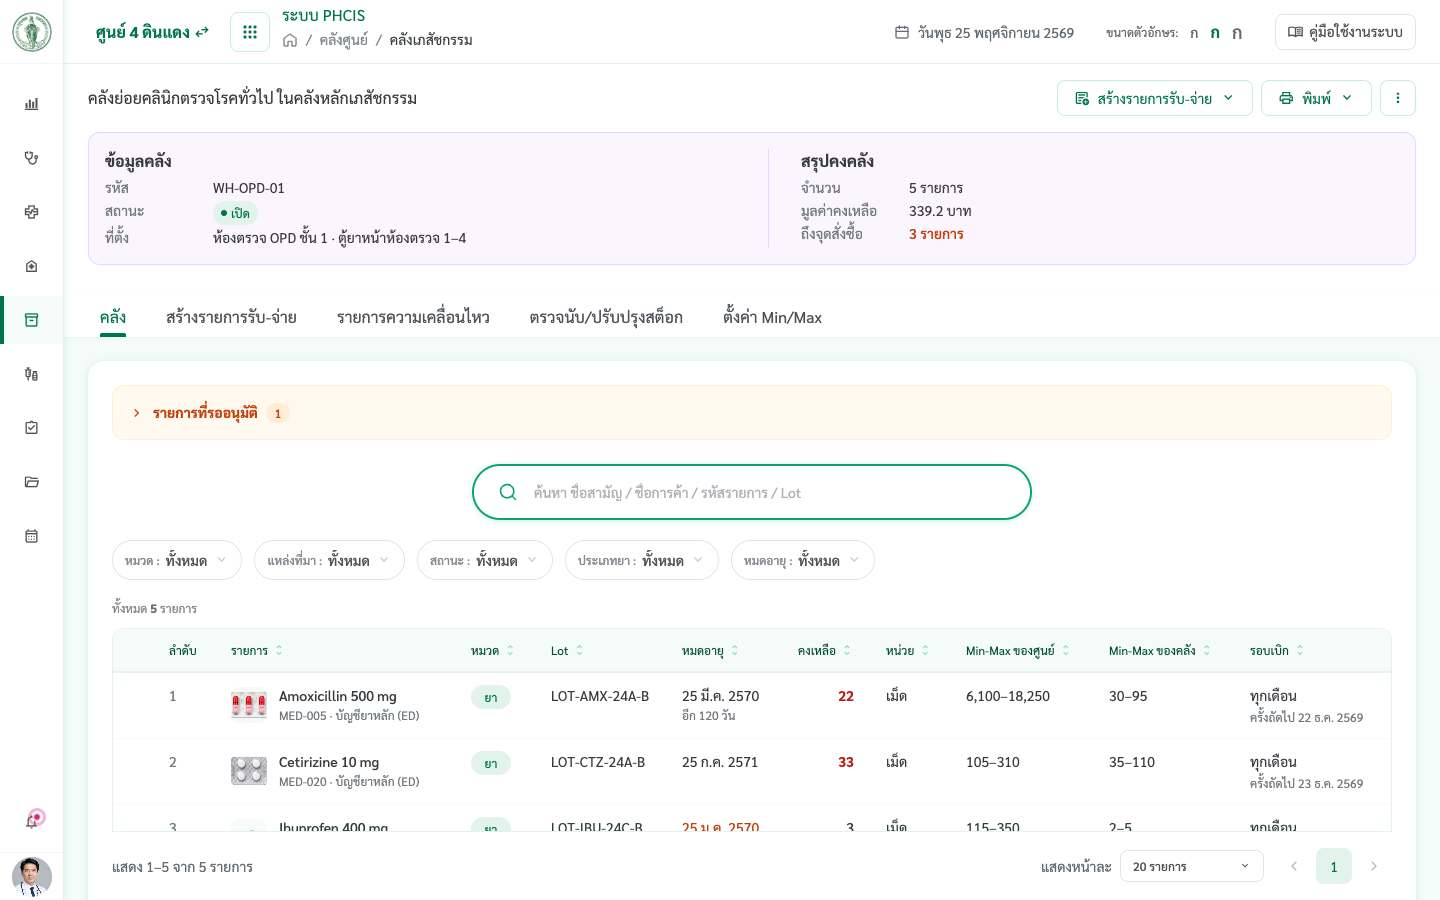 ศูนย์ 4 ดินแดง
ระบบ PHCIS
/ คลังศูนย์ / คลังเภสัชกรรม
วันพุธ 25 พฤศจิกายน 2569
ขนาดตัวอักษร: ก ก ก
คู่มือใช้งานระบบ
คลังย่อยคลินิกตรวจโรคทั่วไป ในคลังหลักเภสัชกรรม
สร้างรายการรับ-จ่าย
พิมพ์
ข้อมูลคลัง
รหัส WH-OPD-01
สถานะ เปิด
ที่ตั้ง ห้องตรวจ OPD ชั้น 1 · ตู้ยาหน้าห้องตรวจ 1–4
สรุปคงคลัง
จำนวน 5 รายการ
มูลค่าคงเหลือ 339.2 บาท
ถึงจุดสั่งซื้อ 3 รายการ
คลัง สร้างรายการรับ-จ่าย รายการความเคลื่อนไหว ตรวจนับ/ปรับปรุงสต็อก ตั้งค่า Min/Max
รายการที่รออนุมัติ 1
ค้นหา ชื่อสามัญ / ชื่อการค้า / รหัสรายการ / Lot
หมวด : ทั้งหมด แหล่งที่มา : ทั้งหมด สถานะ : ทั้งหมด ประเภทยา : ทั้งหมด หมดอายุ : ทั้งหมด
ทั้งหมด 5 รายการ
ลำดับ รายการ หมวด Lot หมดอายุ คงเหลือ หน่วย Min-Max ของศูนย์ Min-Max ของคลัง รอบเบิก
1 Amoxicillin 500 mg ยา LOT-AMX-24A-B 25 มี.ค. 2570 22 เม็ด 6,100–18,250 30–95 ทุกเดือน
MED-005 · บัญชียาหลัก (ED) อีก 120 วัน ครั้งถัดไป 22 ธ.ค. 2569
2 Cetirizine 10 mg ยา LOT-CTZ-24A-B 25 ก.ค. 2571 33 เม็ด 105–310 35–110 ทุกเดือน
MED-020 · บัญชียาหลัก (ED) ครั้งถัดไป 23 ธ.ค. 2569
3 Ibuprofen 400 mg ยา LOT-IBU-24C-B 25 ม.ค. 2570 3 เม็ด 115–350 2–5 ทุกเดือน
แสดง 1–5 จาก 5 รายการ
แสดงหน้าละ 20 รายการ 1